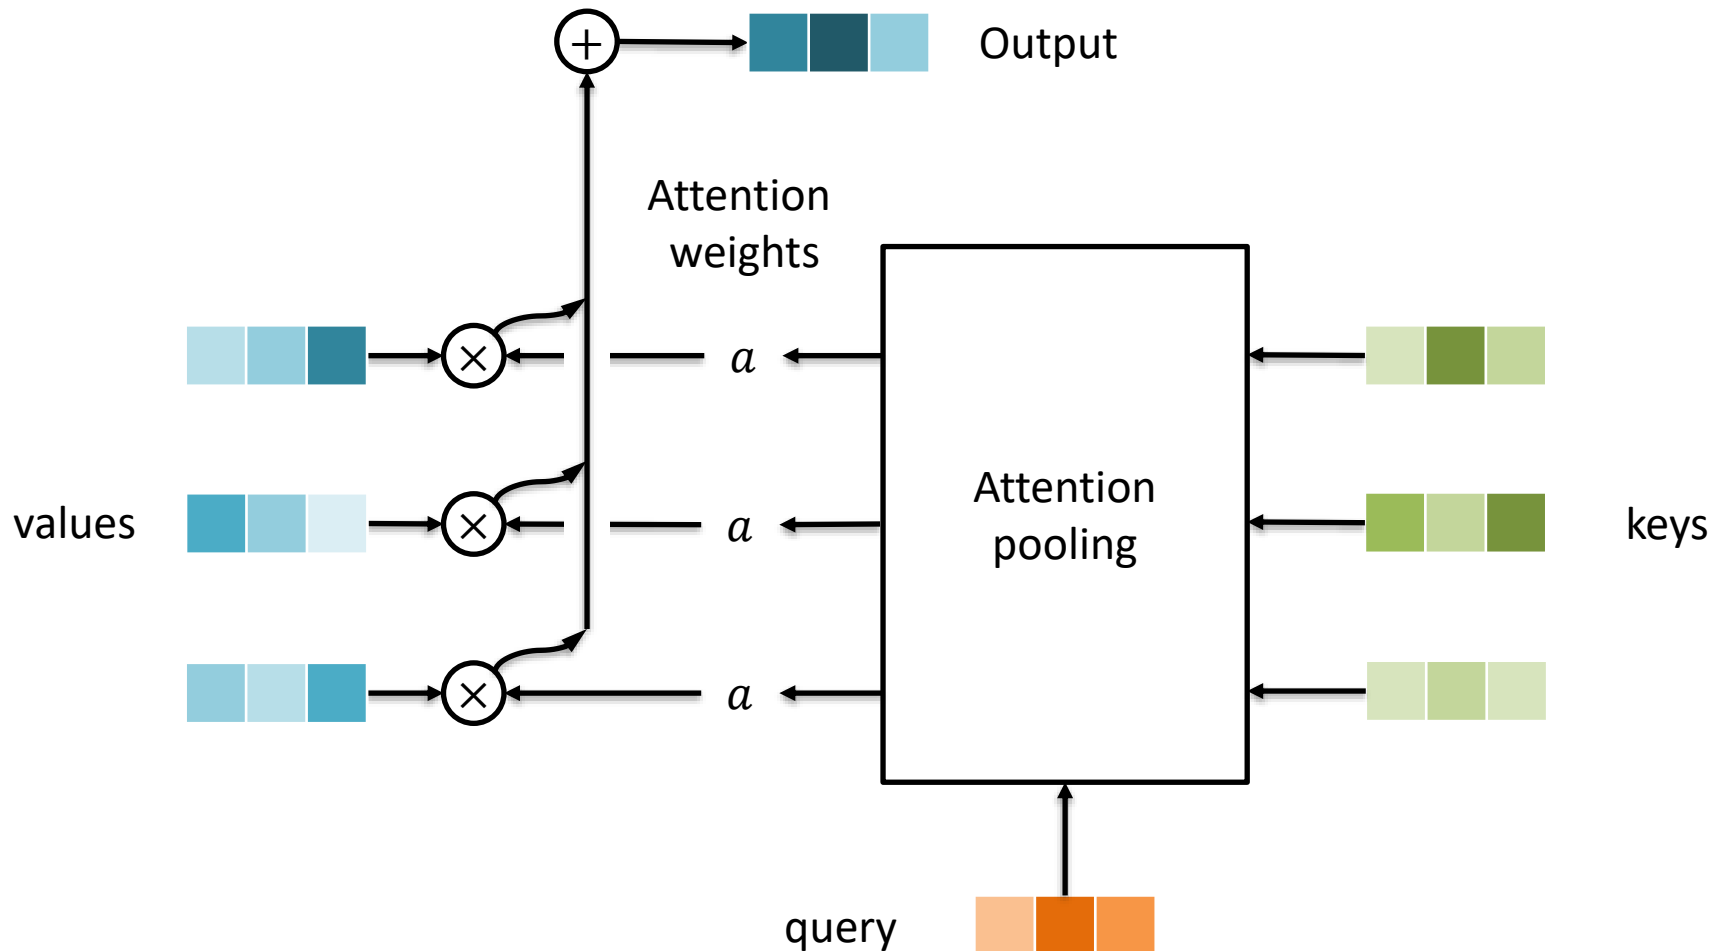 +
Output
Attention
weights
×
a
×
a
×
a
values
Attention
pooling
keys
query